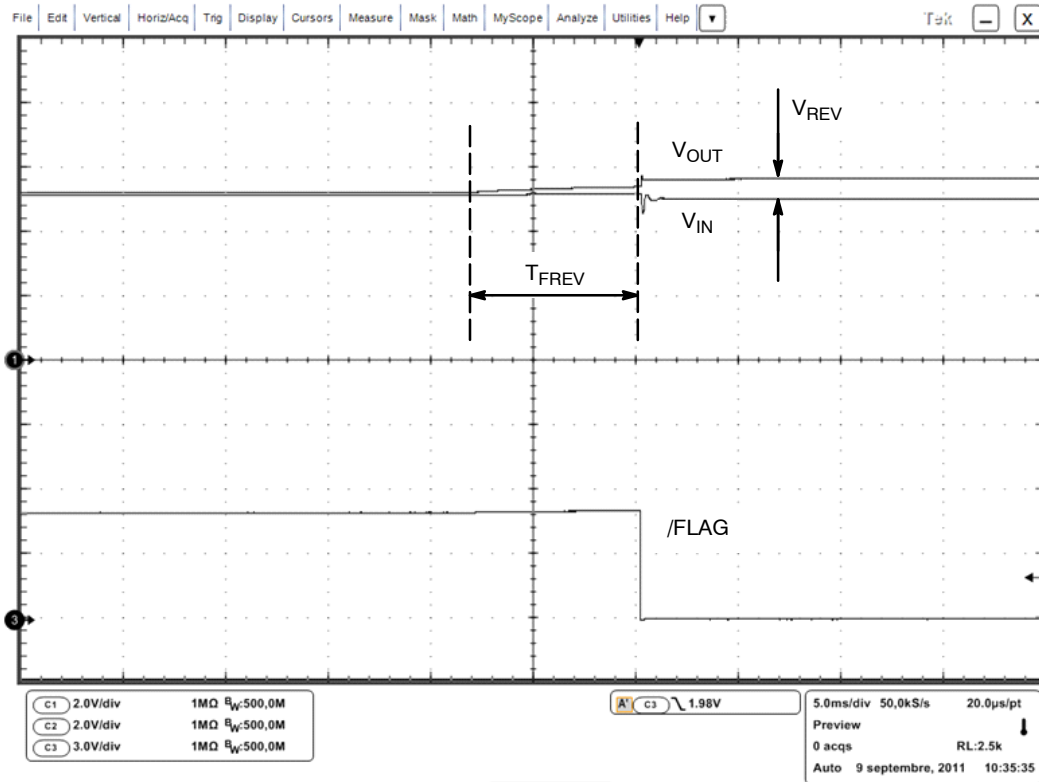 File Edit Vertical Horiz/Acq Trig Display Cursors Measure Mask Math MyScope Analyze Utilities Help Tek X
VREV
VOUT
VIN
TFREV
1
/FLAG
3
C1 2.0V/div 1MΩ BW:500,0M
C2 2.0V/div 1MΩ BW:500,0M
C3 3.0V/div 1MΩ BW:500,0M
A' C3 1.98V
5.0ms/div 50,0kS/s 20.0µs/pt
Preview
0 acqs RL:2.5k
Auto 9 septembre, 2011 10:35:35